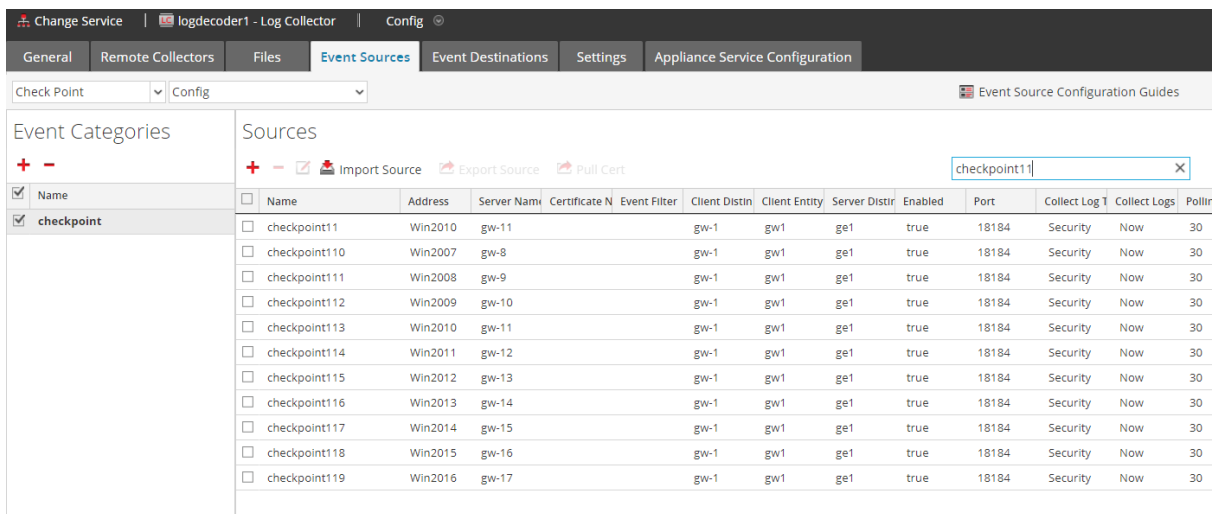 Change Service | LC logdecoder1 - Log Collector || Config
General Remote Collectors Files Event Sources Event Destinations Settings Appliance Service Configuration
Check Point Config Event Source Configuration Guides
Event Categories Sources
Import Source Export Source Pull Cert checkpoint11
Name
checkpoint
Name Address Server Name Certificate N Event Filter Client Distin Client Entity Server Distir Enabled Port Collect Log T Collect Logs Pollin
checkpoint11 Win2010 gw-11 gw-1 gw1 ge1 true 18184 Security Now 30
checkpoint110 Win2007 gw-8 gw-1 gw1 ge1 true 18184 Security Now 30
checkpoint111 Win2008 gw-9 gw-1 gw1 ge1 true 18184 Security Now 30
checkpoint112 Win2009 gw-10 gw-1 gw1 ge1 true 18184 Security Now 30
checkpoint113 Win2010 gw-11 gw-1 gw1 ge1 true 18184 Security Now 30
checkpoint114 Win2011 gw-12 gw-1 gw1 ge1 true 18184 Security Now 30
checkpoint115 Win2012 gw-13 gw-1 gw1 ge1 true 18184 Security Now 30
checkpoint116 Win2013 gw-14 gw-1 gw1 ge1 true 18184 Security Now 30
checkpoint117 Win2014 gw-15 gw-1 gw1 ge1 true 18184 Security Now 30
checkpoint118 Win2015 gw-16 gw-1 gw1 ge1 true 18184 Security Now 30
checkpoint119 Win2016 gw-17 gw-1 gw1 ge1 true 18184 Security Now 30